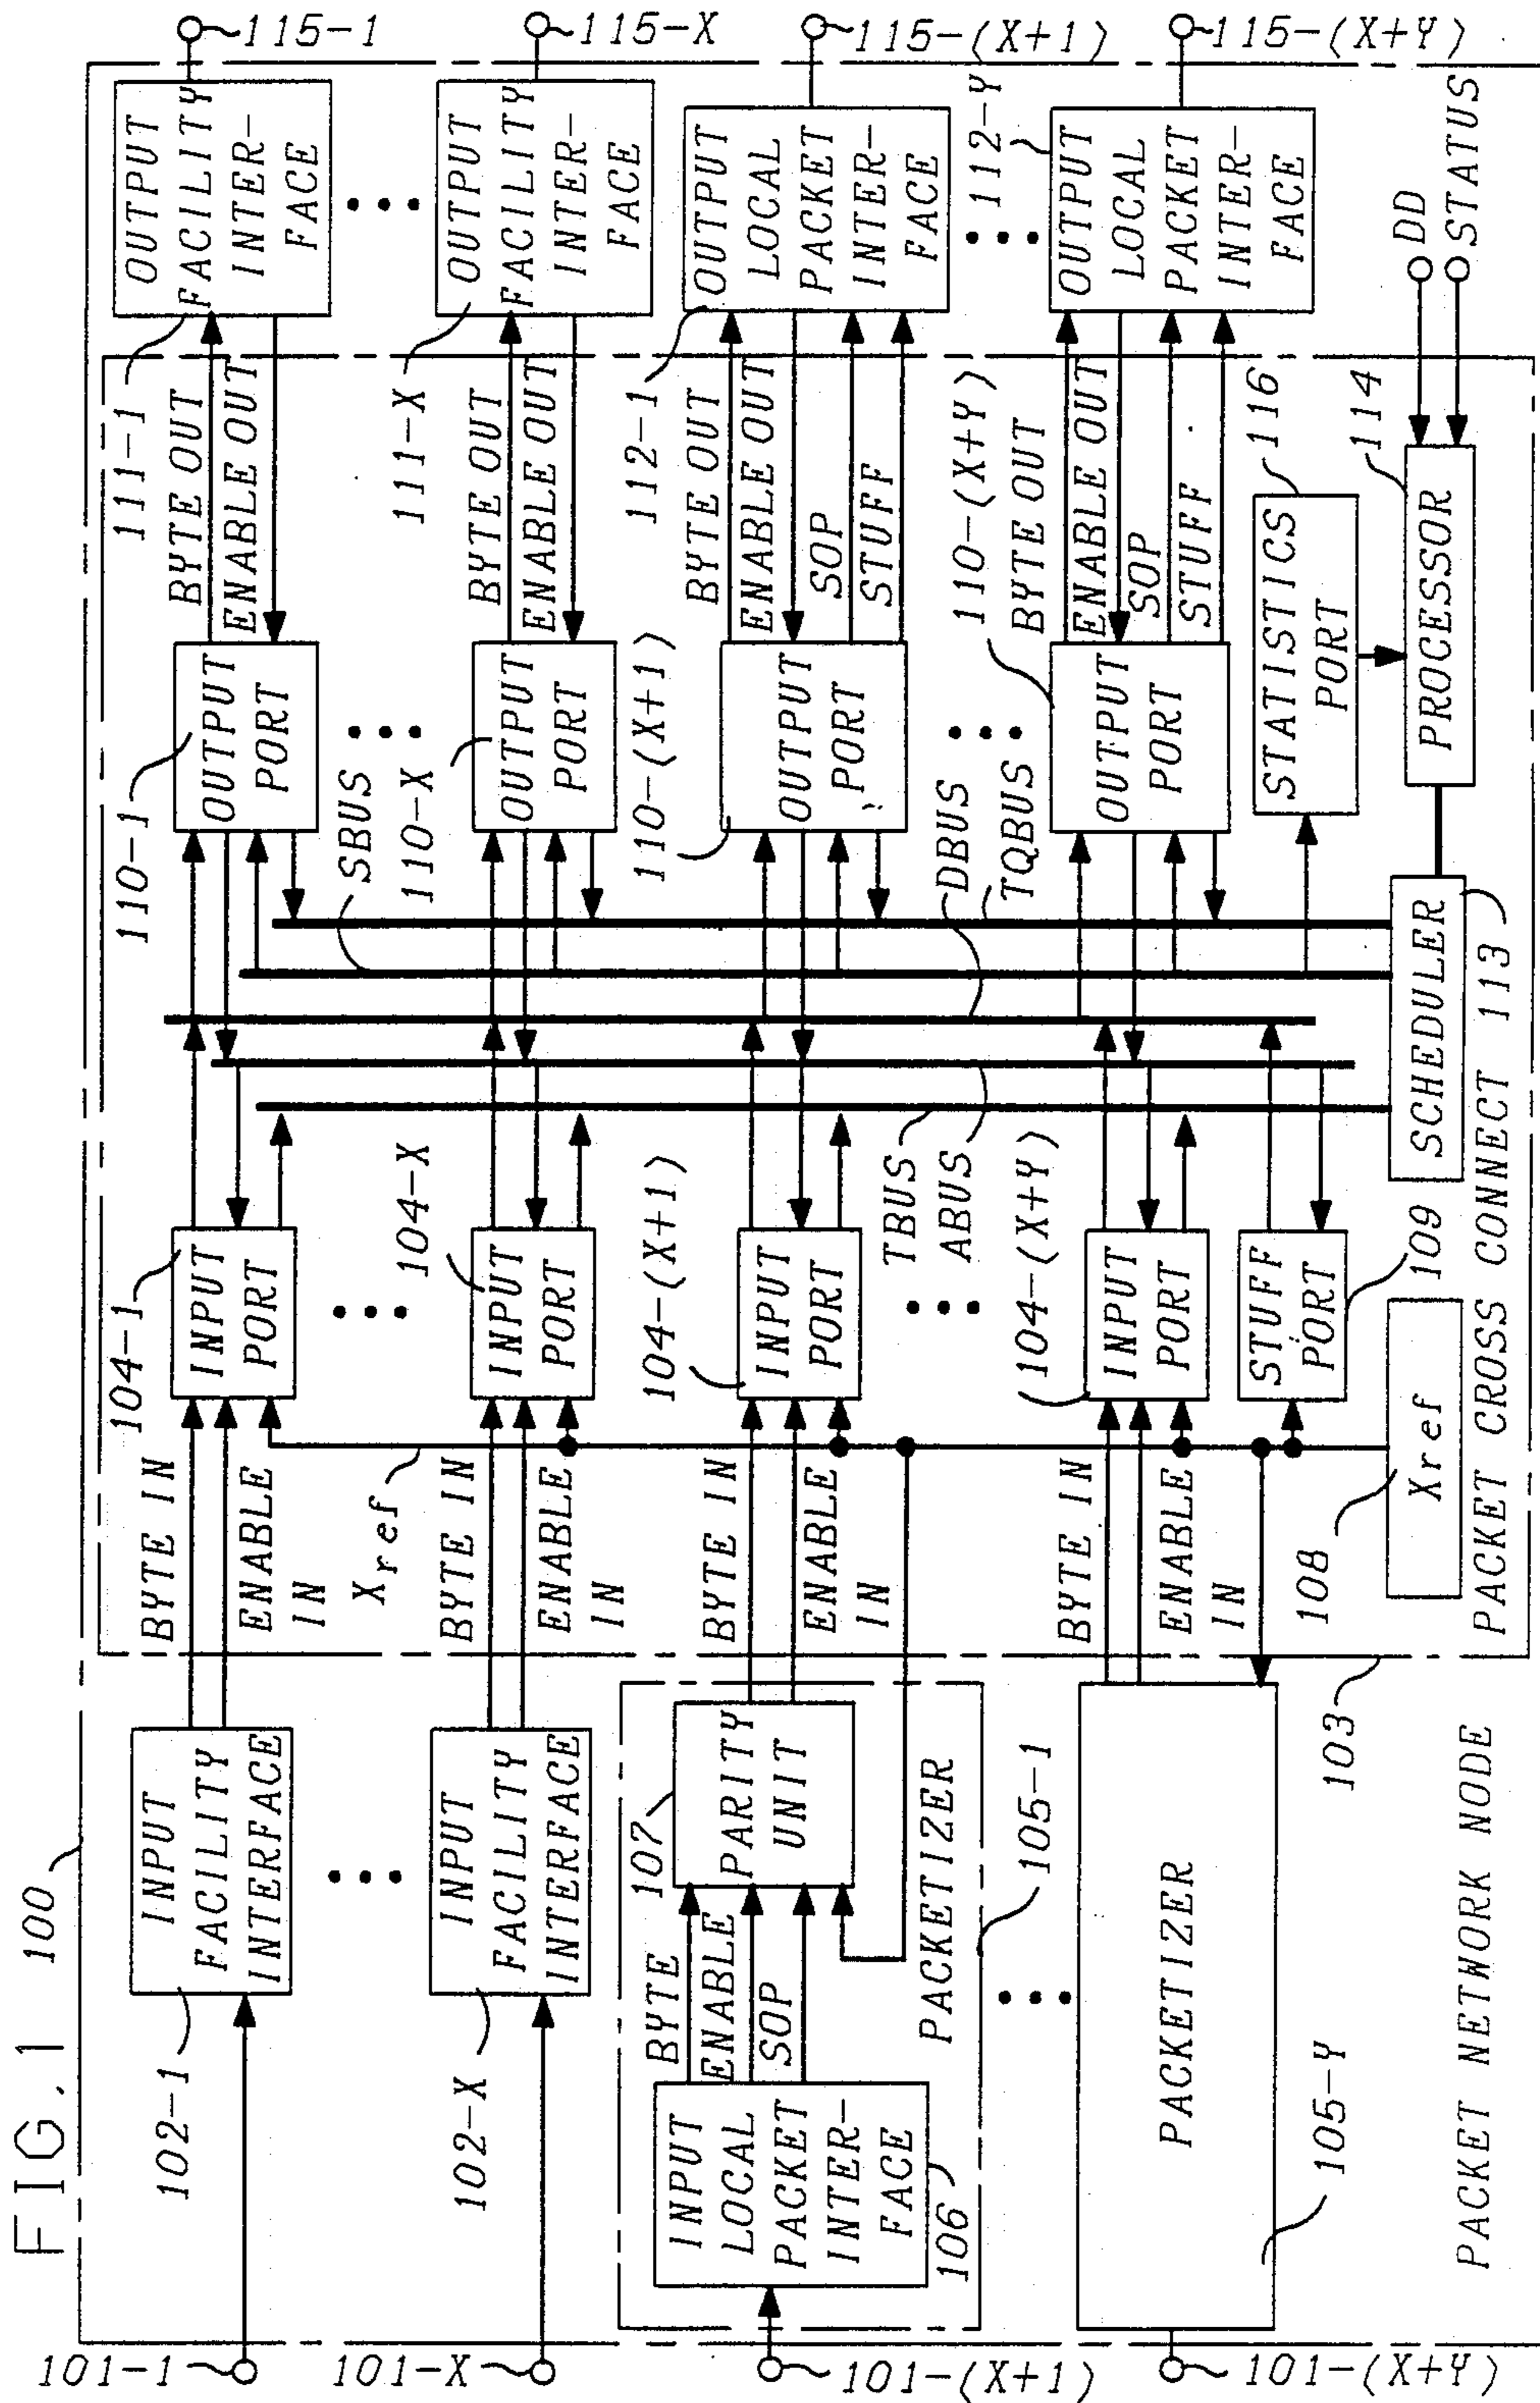 FIG. 1
100
101-1
102-1
INPUT
FACILITY
INTERFACE
BYTE IN
ENABLE
IN
104-1
INPUT
PORT
110-1
OUTPUT
PORT
BYTE OUT
ENABLE OUT
111-1
OUTPUT
FACILITY
INTER-
FACE
115-1
Xref
SBUS
101-X
102-X
INPUT
FACILITY
INTERFACE
BYTE IN
ENABLE
IN
104-X
INPUT
PORT
110-X
OUTPUT
PORT
BYTE OUT
ENABLE OUT
111-X
OUTPUT
FACILITY
INTER-
FACE
115-X
101-(X+1)
INPUT
LOCAL
PACKET
INTER-
FACE
106
BYTE
ENABLE
SOP
107
PARITY
UNIT
PACKETIZER
105-1
BYTE IN
ENABLE
IN
104-(X+1)
INPUT
PORT
110-(X+1)
OUTPUT
PORT
BYTE OUT
ENABLE OUT
SOP
STUFF
112-1
OUTPUT
LOCAL
PACKET
INTER-
FACE
115-(X+1)
TBUS
ABUS
DBUS
TQBUS
101-(X+Y)
PACKETIZER
105-Y
BYTE IN
ENABLE
IN
104-(X+Y)
INPUT
PORT
110-(X+Y)
OUTPUT
PORT
BYTE OUT
ENABLE OUT
SOP
STUFF
112-Y
OUTPUT
LOCAL
PACKET
INTER-
FACE
115-(X+Y)
STUFF
PORT
109
STATISTICS
PORT
116
103
108
Xref
SCHEDULER
PROCESSOR
114
DD
STATUS
PACKET CROSS CONNECT 113
PACKET NETWORK NODE